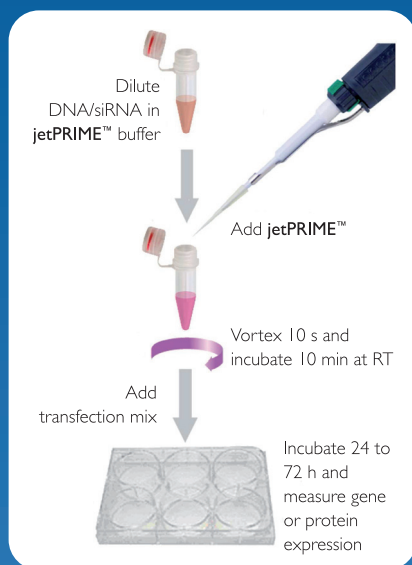 Dilute
DNA/siRNA in
jetPRIME™ buffer
Add jetPRIME™
Vortex 10 s and
incubate 10 min at RT
Add
transfection mix
Incubate 24 to
72 h and
measure gene
or protein
expression